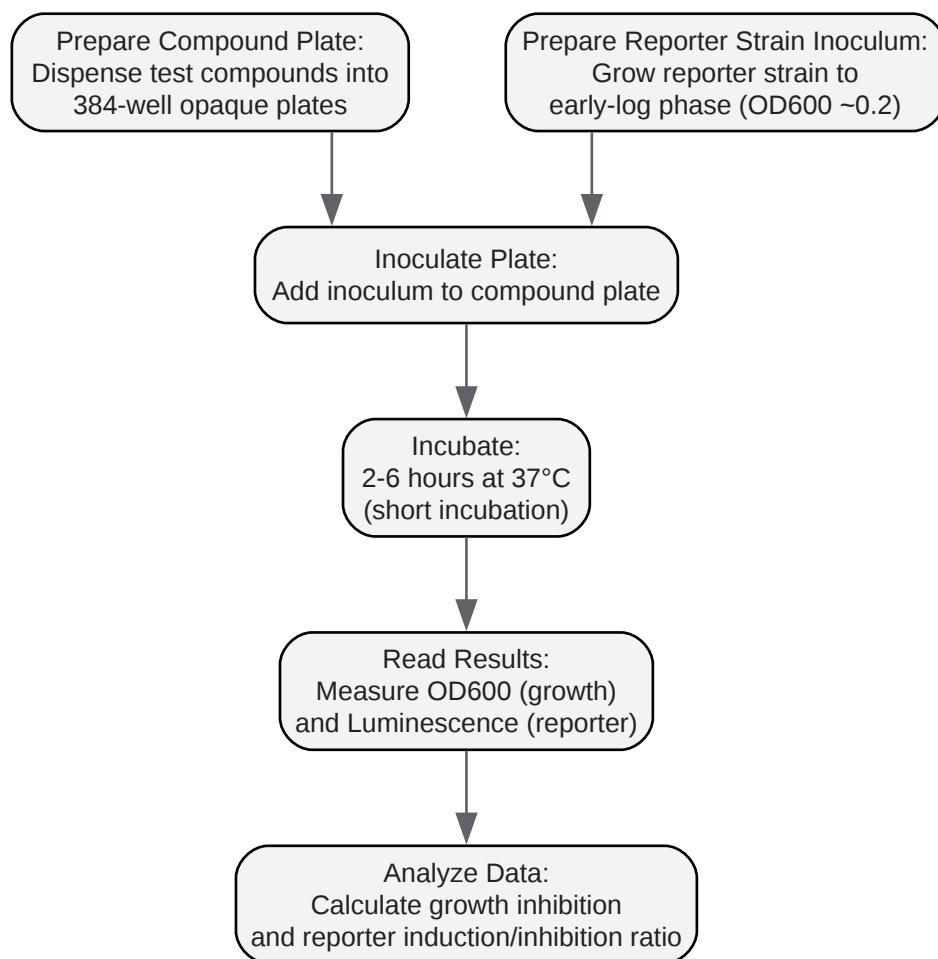 Prepare Compound Plate:
Dispense test compounds into
384-well opaque plates
Prepare Reporter Strain Inoculum:
Grow reporter strain to
early-log phase (OD600 ~0.2)
Inoculate Plate:
Add inoculum to compound plate
Incubate:
2-6 hours at 37°C
(short incubation)
Read Results:
Measure OD600 (growth)
and Luminescence (reporter)
Analyze Data:
Calculate growth inhibition
and reporter induction/inhibition ratio